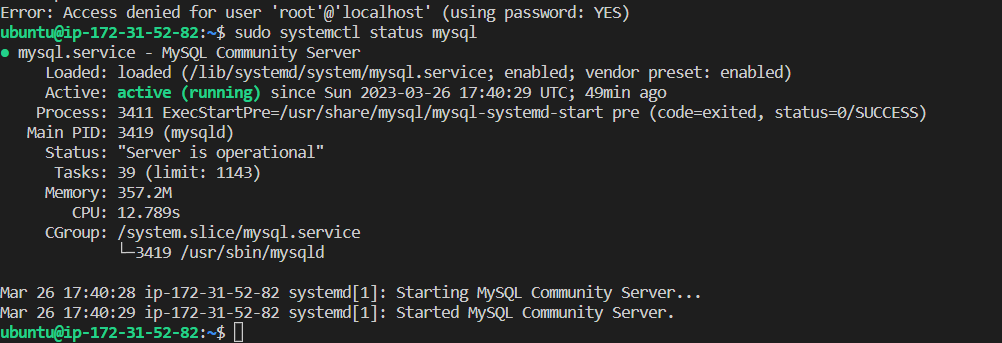 Error: Access denied for user 'root'@'localhost' (using password: YES)
ubuntu@ip-172-31-52-82:~$ sudo systemctl status mysql
● mysql.service - MySQL Community Server
     Loaded: loaded (/lib/systemd/system/mysql.service; enabled; vendor preset: enabled)
     Active: active (running) since Sun 2023-03-26 17:40:29 UTC; 49min ago
    Process: 3411 ExecStartPre=/usr/share/mysql/mysql-systemd-start pre (code=exited, status=0/SUCCESS)
   Main PID: 3419 (mysqld)
     Status: "Server is operational"
      Tasks: 39 (limit: 1143)
     Memory: 357.2M
        CPU: 12.789s
     CGroup: /system.slice/mysql.service
             └─3419 /usr/sbin/mysqld
Mar 26 17:40:28 ip-172-31-52-82 systemd[1]: Starting MySQL Community Server...
Mar 26 17:40:29 ip-172-31-52-82 systemd[1]: Started MySQL Community Server.
ubuntu@ip-172-31-52-82:~$